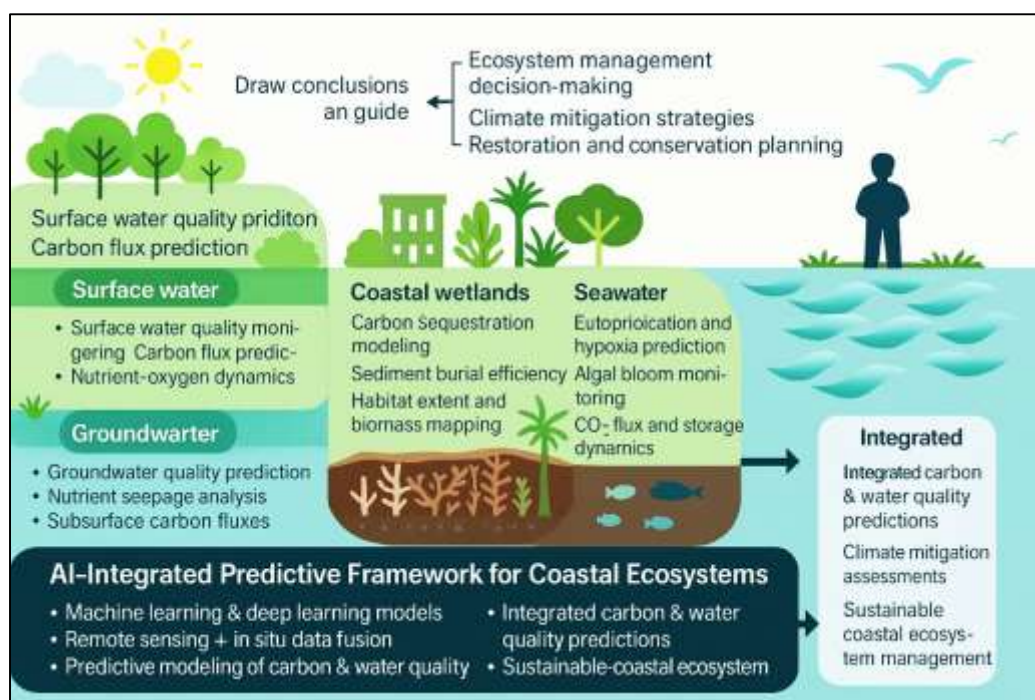 Draw conclusions
an guide
Ecosystem management
decision-making
Climate mitigation strategies
Restoration and conservation planning
Surface water quality priditon
Carbon flux prediction
Surface water
• Surface water quality moni-
gering Carbon flux predic-
• Nutrient-oxygen dynamics
Groundwarter
• Groundwater quality prediction
• Nutrient seepage analysis
• Subsurface carbon fluxes
Coastal wetlands
Carbon sequestration
modeling
Sediment burial efficiency
Habitat extent and
biomass mapping
Seawater
Eutoprioication and
hypoxia prediction
Algal bloom moni-
toring
CO- flux and storage
dynamics
Integrated
Integrated carbon
& water quality
predictions
Climate mitigation
assessments
Sustainable
coastal ecosys-
tem management
AI-Integrated Predictive Framework for Coastal Ecosystems
• Machine learning & deep learning models
• Remote sensing + in situ data fusion
• Predictive modeling of carbon & water quality
• Integrated carbon & water
quality predictions
• Sustainable-coastal ecosystem